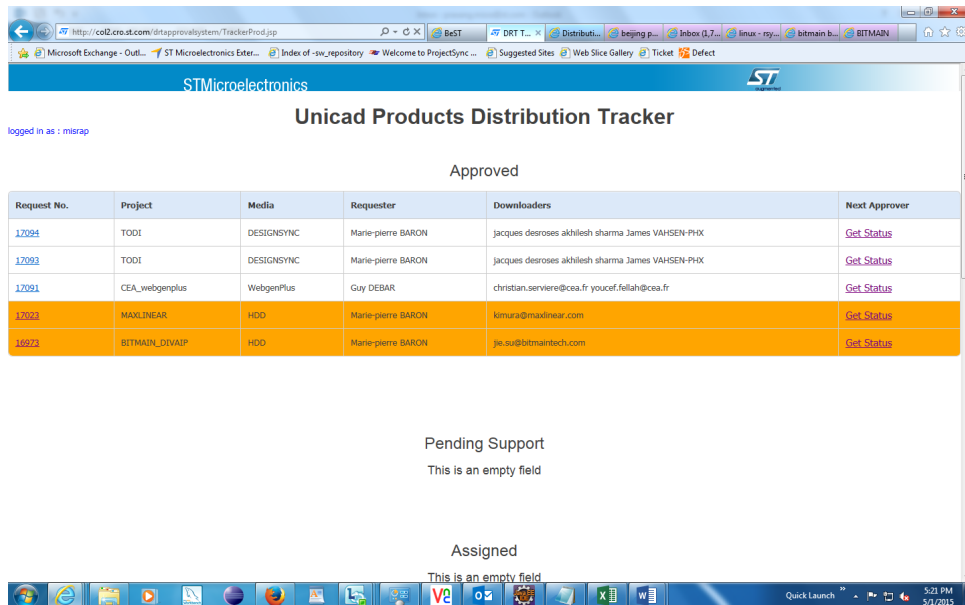 http://col2.cro.st.com/drtapprovalsystem/TrackerProd.jsp
BeST
DRT T...
Distributi...
beijing p...
Inbox (1,7...
linux - rsy...
bitmain b...
BITMAIN
Microsoft Exchange - Outl...
ST Microelectronics Exter...
Index of -sw_repository
Welcome to ProjectSync ...
Suggested Sites
Web Slice Gallery
Ticket
Defect
STMicroelectronics
ST
augmented
Unicad Products Distribution Tracker
logged in as : misrap
Approved
Request No. Project Media Requester Downloaders Next Approver
17094 TODI DESIGNSYNC Marie-pierre BARON jacques desroses akhilesh sharma James VAHSEN-PHX Get Status
17093 TODI DESIGNSYNC Marie-pierre BARON jacques desroses akhilesh sharma James VAHSEN-PHX Get Status
17091 CEA_webgenplus WebgenPlus Guy DEBAR christian.serviere@cea.fr youcef.fellah@cea.fr Get Status
17023 MAXLINEAR HDD Marie-pierre BARON kimura@maxlinear.com Get Status
16973 BITMAIN_DIVAIP HDD Marie-pierre BARON jie.su@bitmaintech.com Get Status
Pending Support
This is an empty field
Assigned
This is an empty field
Quick Launch
5:21 PM
5/1/2015